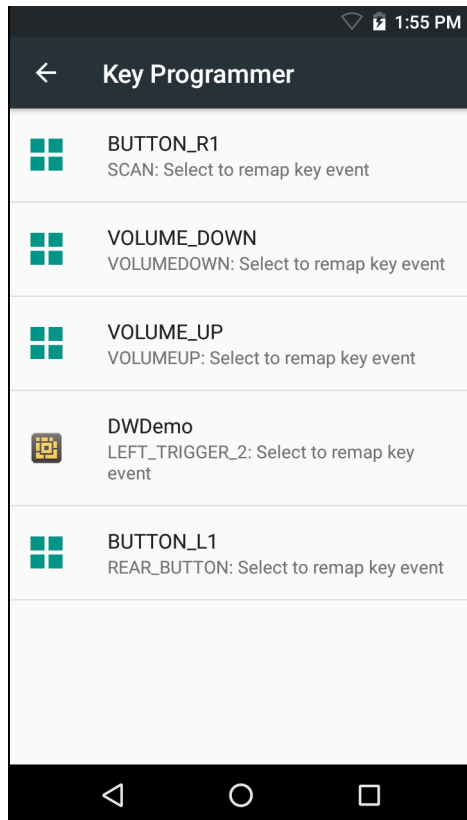 1:55 PM
Key Programmer
BUTTON_R1
SCAN: Select to remap key event
VOLUME_DOWN
VOLUMEDOWN: Select to remap key event
VOLUME_UP
VOLUMEUP: Select to remap key event
DWDemo
LEFT_TRIGGER_2: Select to remap key
event
BUTTON_L1
REAR_BUTTON: Select to remap key event